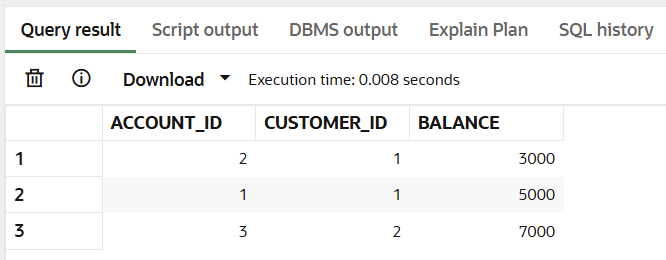 Query result Script output DBMS output Explain Plan SQL history
Download Execution time: 0.008 seconds
ACCOUNT_ID CUSTOMER_ID BALANCE
1 2 1 3000
2 1 1 5000
3 3 2 7000